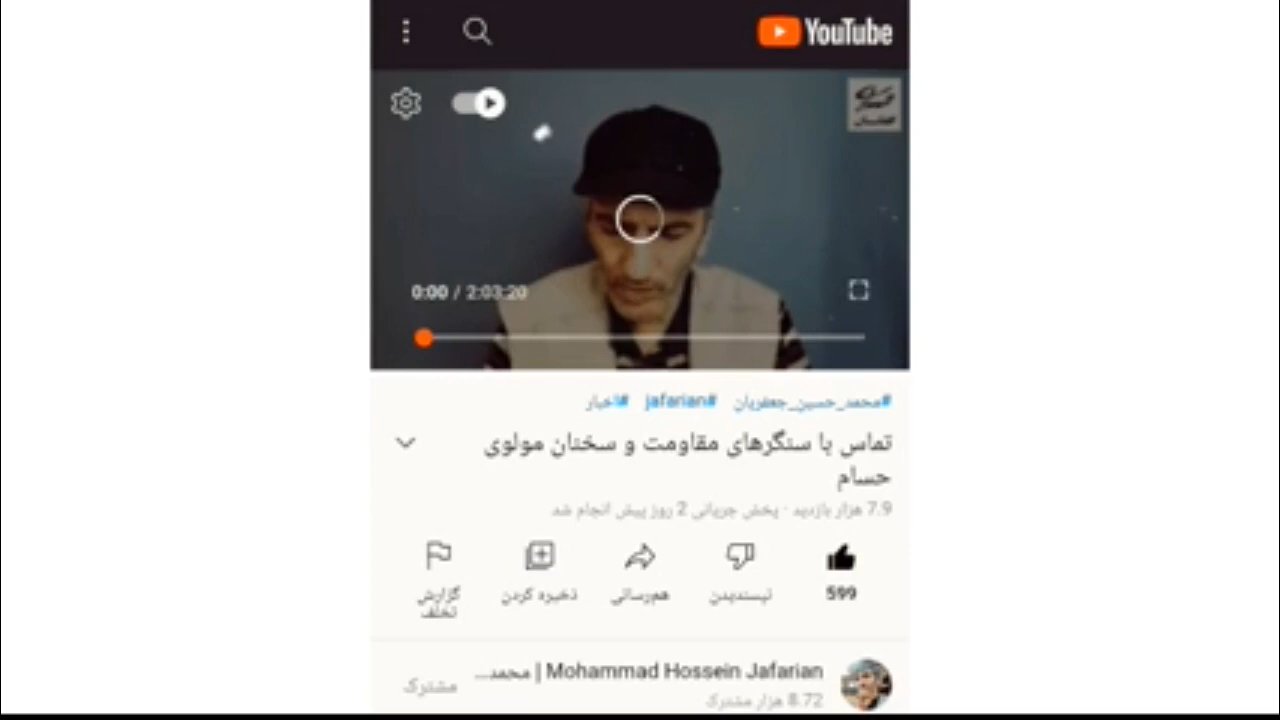 YouTube
0:00 / 2:03:20
#محمد_حسین_جعفریان #jafarian #اخبار
تماس با سنگرهای مقاومت و سخنان مولوی
حسام
7.9 هزار بازدید · پخش جریانی 2 روز پیش انجام شد
599
نپسندیدن
هم‌رسانی
ذخیره کردن
گزارش
تخلف
Mohammad Hossein Jafarian | محمد...
8.72 هزار مشترک
مشترک